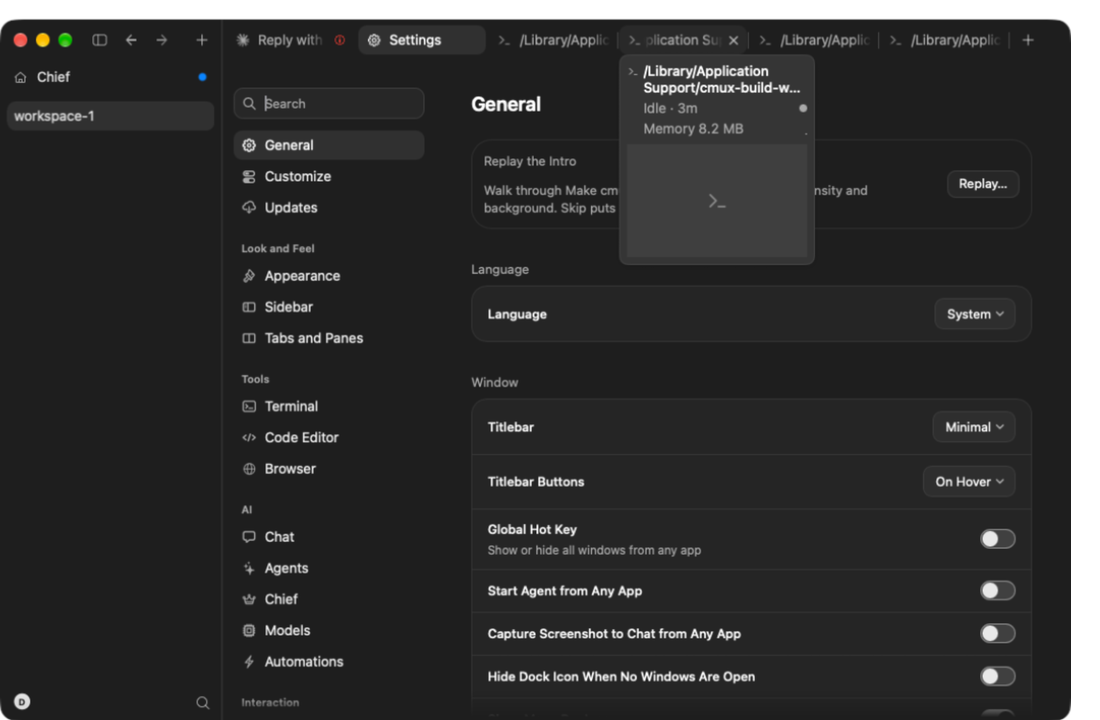 Reply with
Settings
/Library/Applic
plication Su
/Library/Applic
/Library/Applic
Chief
workspace-1
Search
General
Customize
Updates
Look and Feel
Appearance
Sidebar
Tabs and Panes
Tools
Terminal
Code Editor
Browser
AI
Chat
Agents
Chief
Models
Automations
Interaction
D
General
/Library/Application
Support/cmux-build-w...
Idle · 3m
Memory 8.2 MB
Replay the Intro
Walk through Make cm
nsity and
background. Skip puts
Replay...
Language
Language
System
Window
Titlebar
Minimal
Titlebar Buttons
On Hover
Global Hot Key
Show or hide all windows from any app
Start Agent from Any App
Capture Screenshot to Chat from Any App
Hide Dock Icon When No Windows Are Open